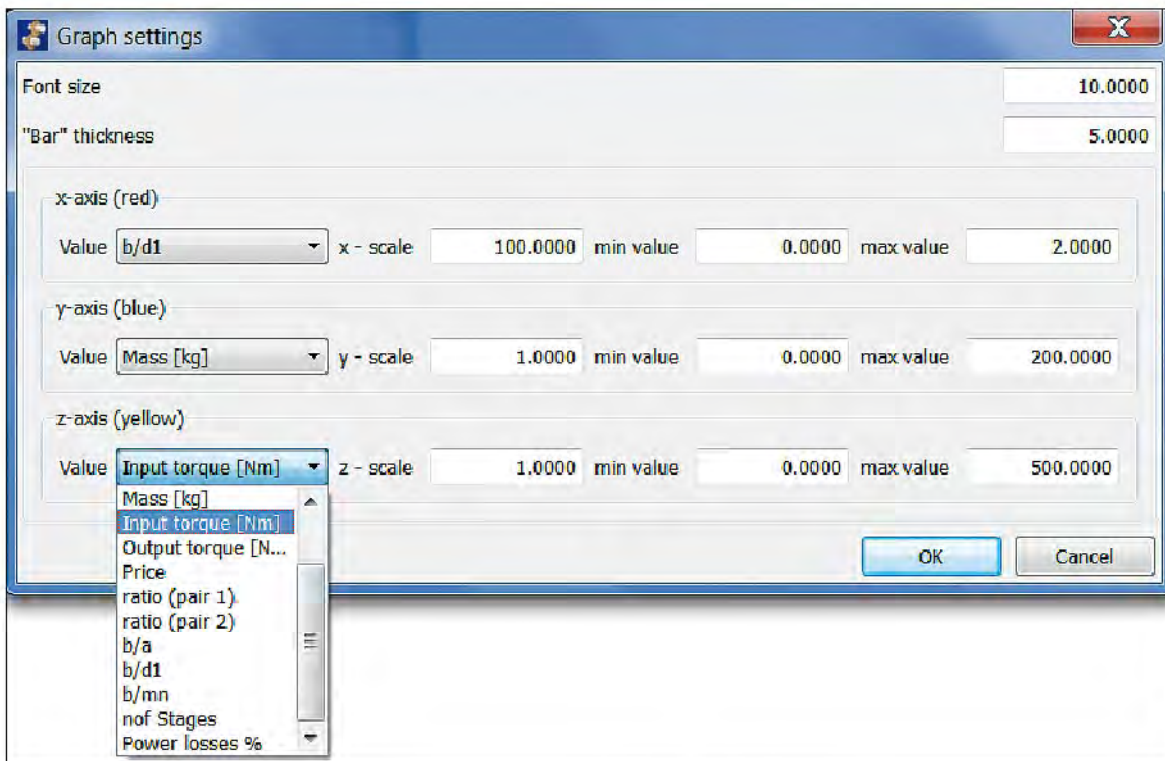 Graph settings
Font size 10.0000
"Bar" thickness 5.0000
x-axis (red)
Value b/d1 x - scale 100.0000 min value 0.0000 max value 2.0000
y-axis (blue)
Value Mass [kg] y - scale 1.0000 min value 0.0000 max value 200.0000
z-axis (yellow)
Value Input torque [Nm] z - scale 1.0000 min value 0.0000 max value 500.0000
Mass [kg]
Input torque [Nm]
Output torque [N...
Price
ratio (pair 1)
ratio (pair 2)
b/a
b/d1
b/mn
nof Stages
Power losses %
OK Cancel